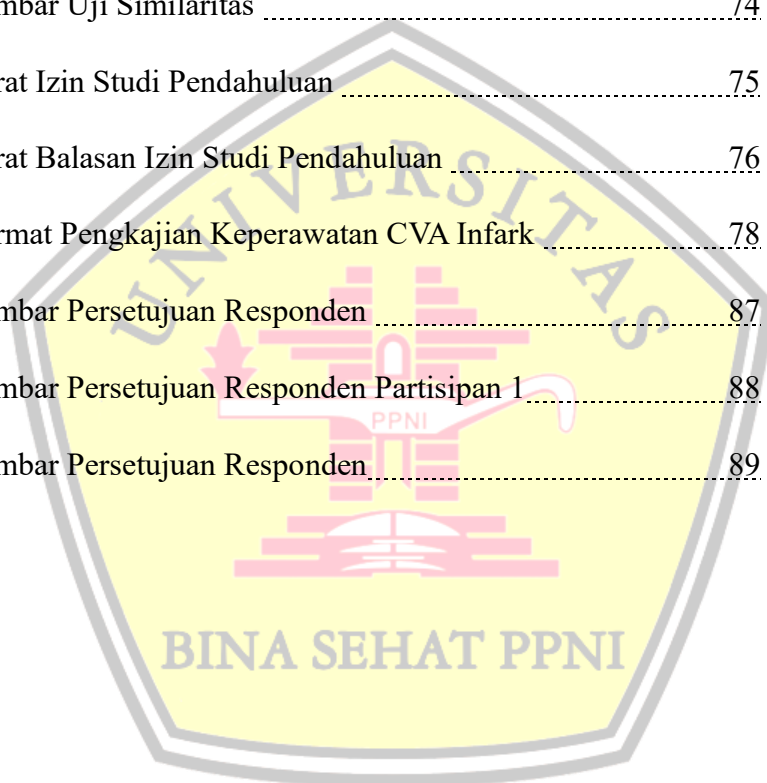 mbar Uji Similaritas 74
rat Izin Studi Pendahuluan 75
rat Balasan Izin Studi Pendahuluan 76
rmat Pengkajian Keperawatan CVA Infark 78
mbar Persetujuan Responden 87
mbar Persetujuan Responden Partisipan 1 88
mbar Persetujuan Responden 89
UNIVERSITAS
PPNI
BINA SEHAT PPNI